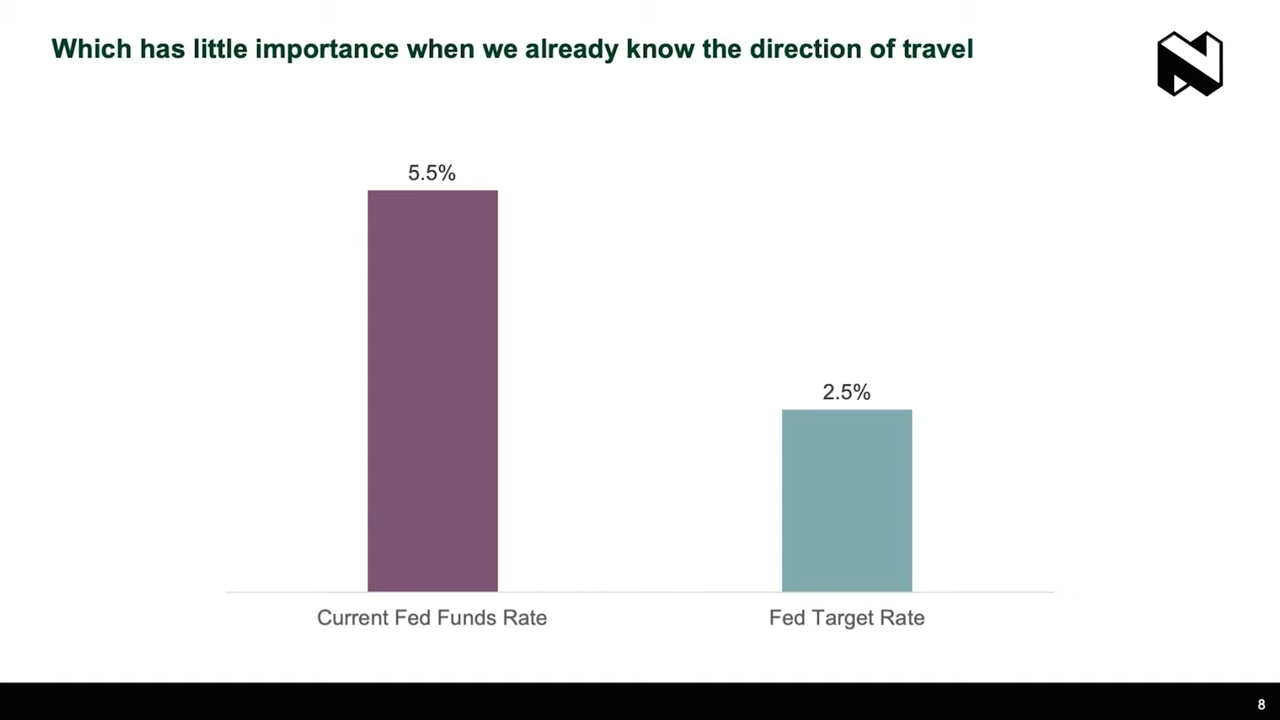 Which has little importance when we already know the direction of travel
5.5%
2.5%
Current Fed Funds Rate
Fed Target Rate
8